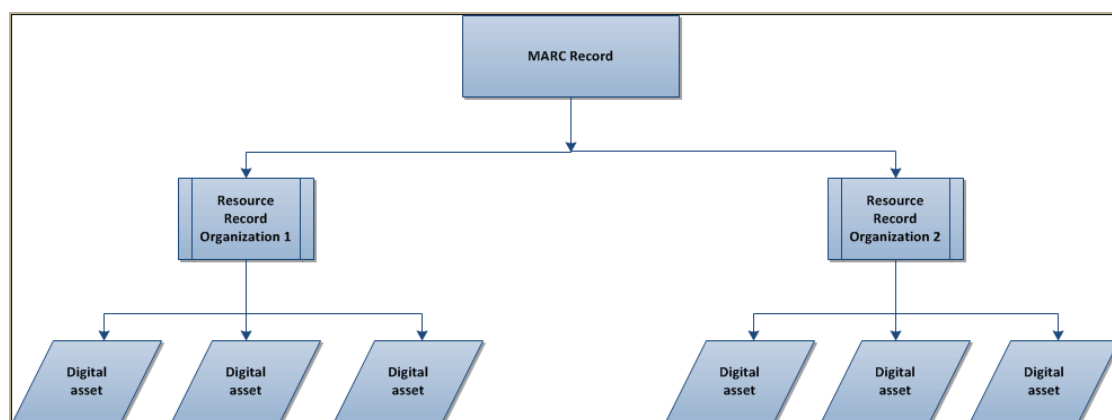 MARC Record
Resource
Record
Organization 1
Resource
Record
Organization 2
Digital
asset
Digital
asset
Digital
asset
Digital
asset
Digital
asset
Digital
asset